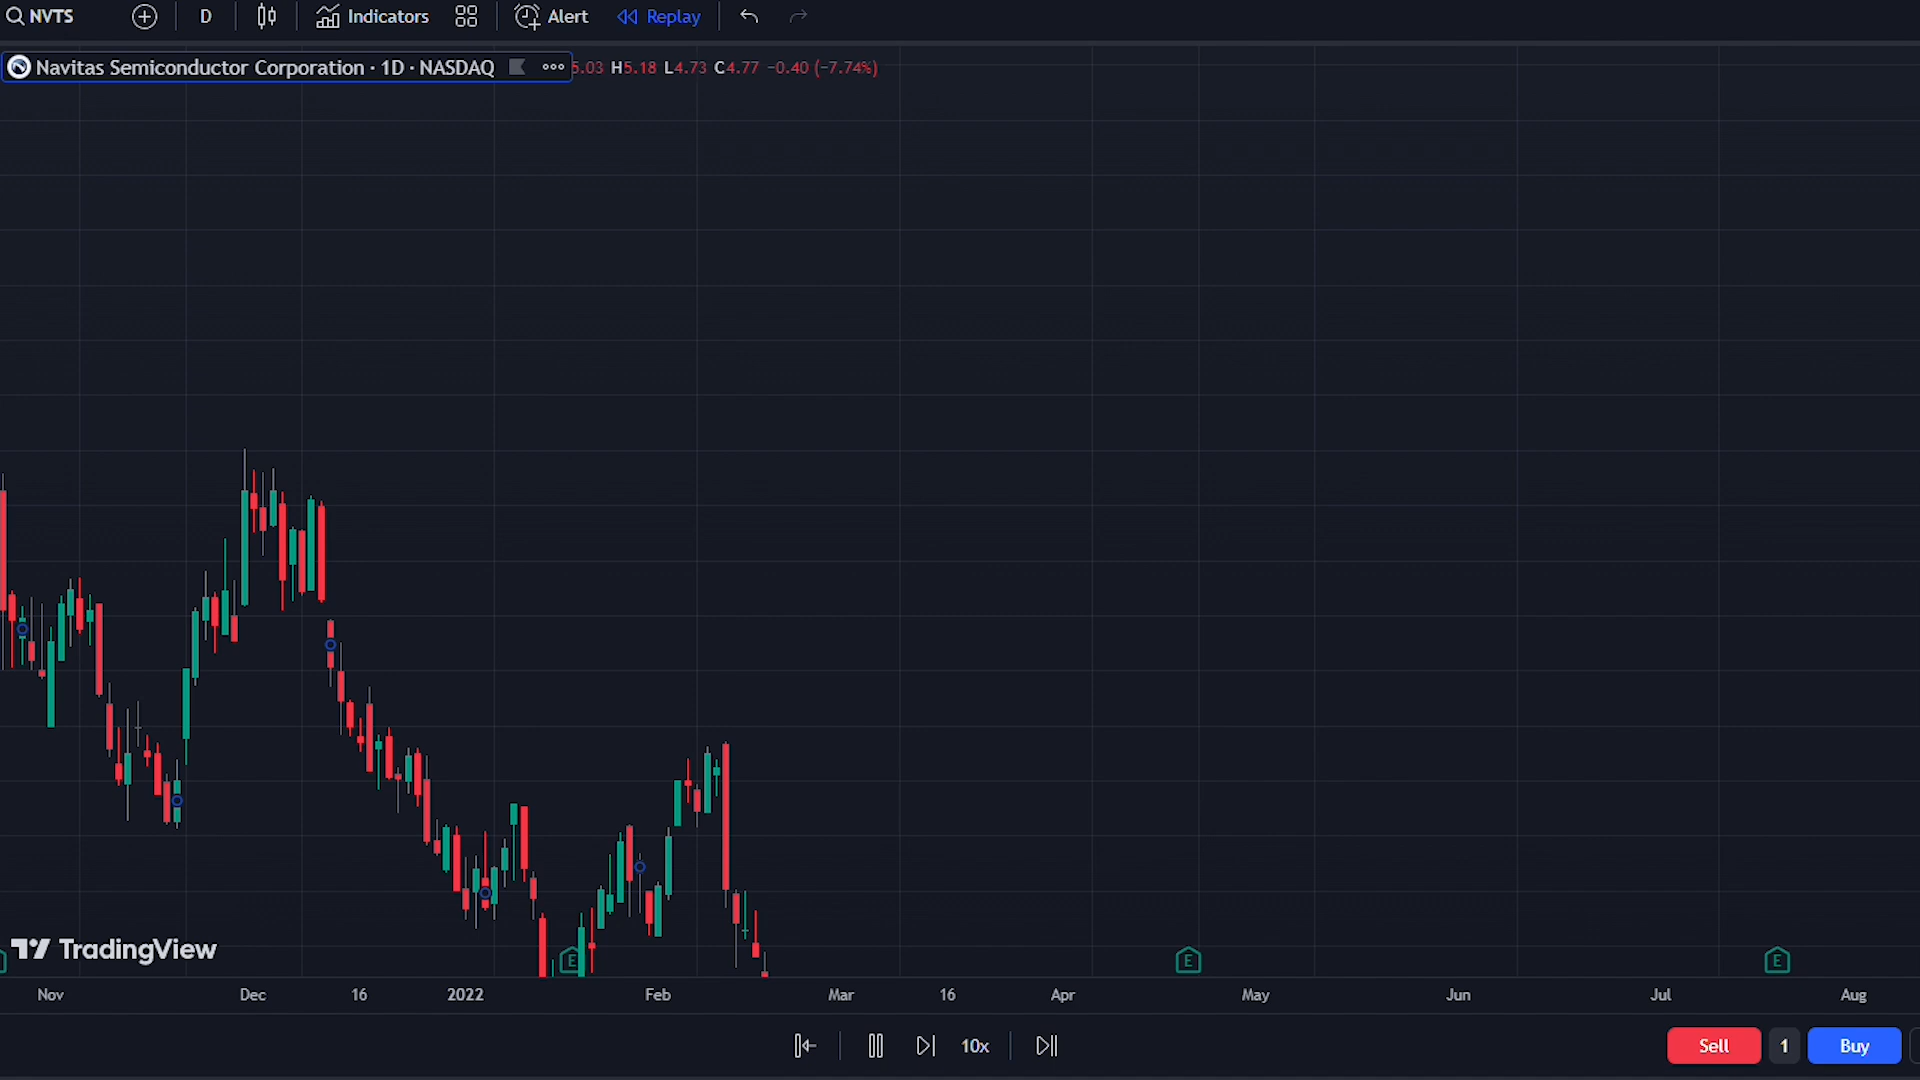 NVTS D Indicators Alert Replay
Navitas Semiconductor Corporation · 1D · NASDAQ 5.03 H5.18 L4.73 C4.77 −0.40 (−7.74%)
E E E
TradingView
Nov Dec 16 2022 Feb Mar 16 Apr May Jun Jul Aug
10x Sell 1 Buy